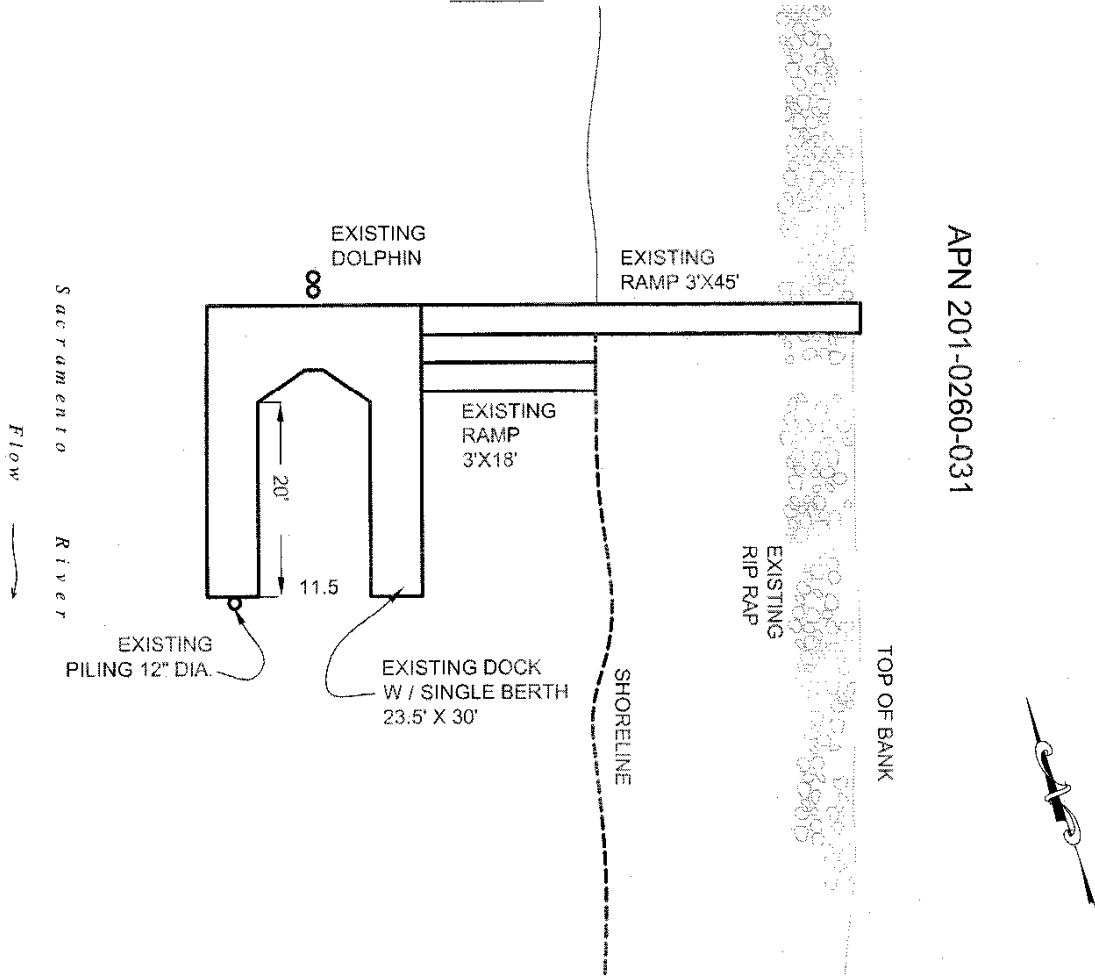 EXISTING
DOLPHIN
EXISTING
RAMP 3'X45'
APN 201-0260-031
Sacramento River
Flow
EXISTING
RAMP
3'X18'
20'
11.5
EXISTING
RIP RAP
EXISTING
PILING 12" DIA.
EXISTING DOCK
W / SINGLE BERTH
23.5' X 30'
SHORELINE
TOP OF BANK